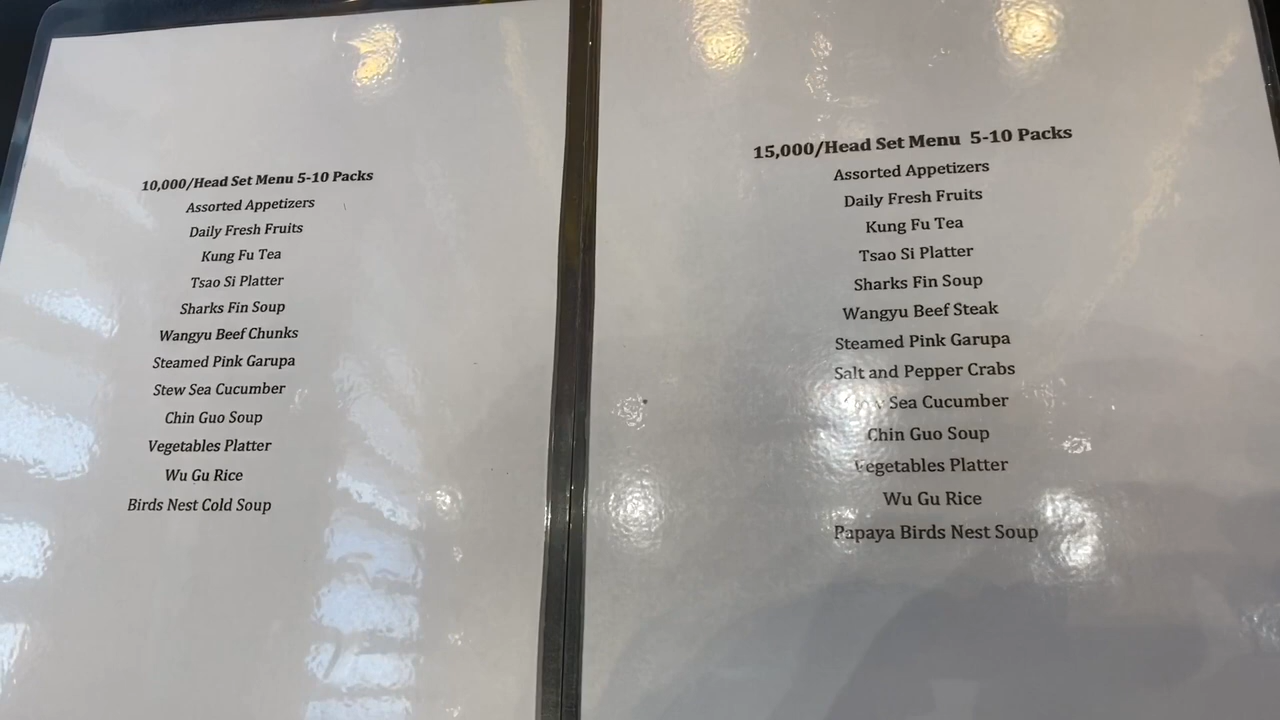 10,000/Head Set Menu 5-10 Packs
Assorted Appetizers
Daily Fresh Fruits
Kung Fu Tea
Tsao Si Platter
Sharks Fin Soup
Wangyu Beef Chunks
Steamed Pink Garupa
Stew Sea Cucumber
Chin Guo Soup
Vegetables Platter
Wu Gu Rice
Birds Nest Cold Soup
15,000/Head Set Menu 5-10 Packs
Assorted Appetizers
Daily Fresh Fruits
Kung Fu Tea
Tsao Si Platter
Sharks Fin Soup
Wangyu Beef Steak
Steamed Pink Garupa
Salt and Pepper Crabs
Sea Cucumber
Chin Guo Soup
Vegetables Platter
Wu Gu Rice
Papaya Birds Nest Soup